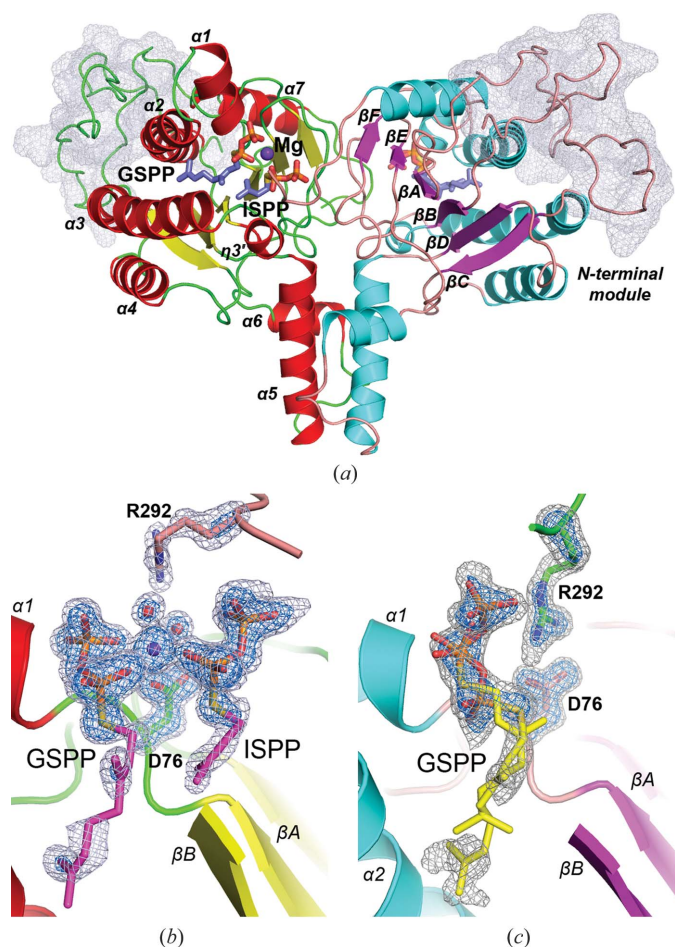 α1
α2
α7
Mg
GSPP
ISPP
α3
η3'
α4
α6
α5
βF
βE
βA
βB
βD
βC
N-terminal
module
(a)
R292
α1
GSPP
D76
ISPP
βA
βB
(b)
R292
α1
D76
GSPP
βA
βB
α2
(c)